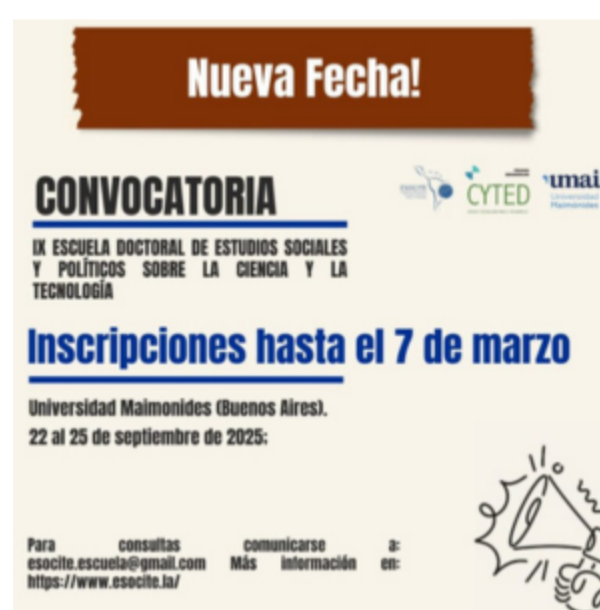 Nueva Fecha!
CONVOCATORIA
CYTED
umai
Universidad
Maimónides
IX ESCUELA DOCTORAL DE ESTUDIOS SOCIALES
Y POLÍTICOS SOBRE LA CIENCIA Y LA
TECNOLOGÍA
Inscripciones hasta el 7 de marzo
Universidad Maimonides (Buenos Aires).
22 al 25 de septiembre de 2025;
Para consultas comunicarse a:
esocite.escuela@gmail.com Más información en:
https://www.esocite.la/